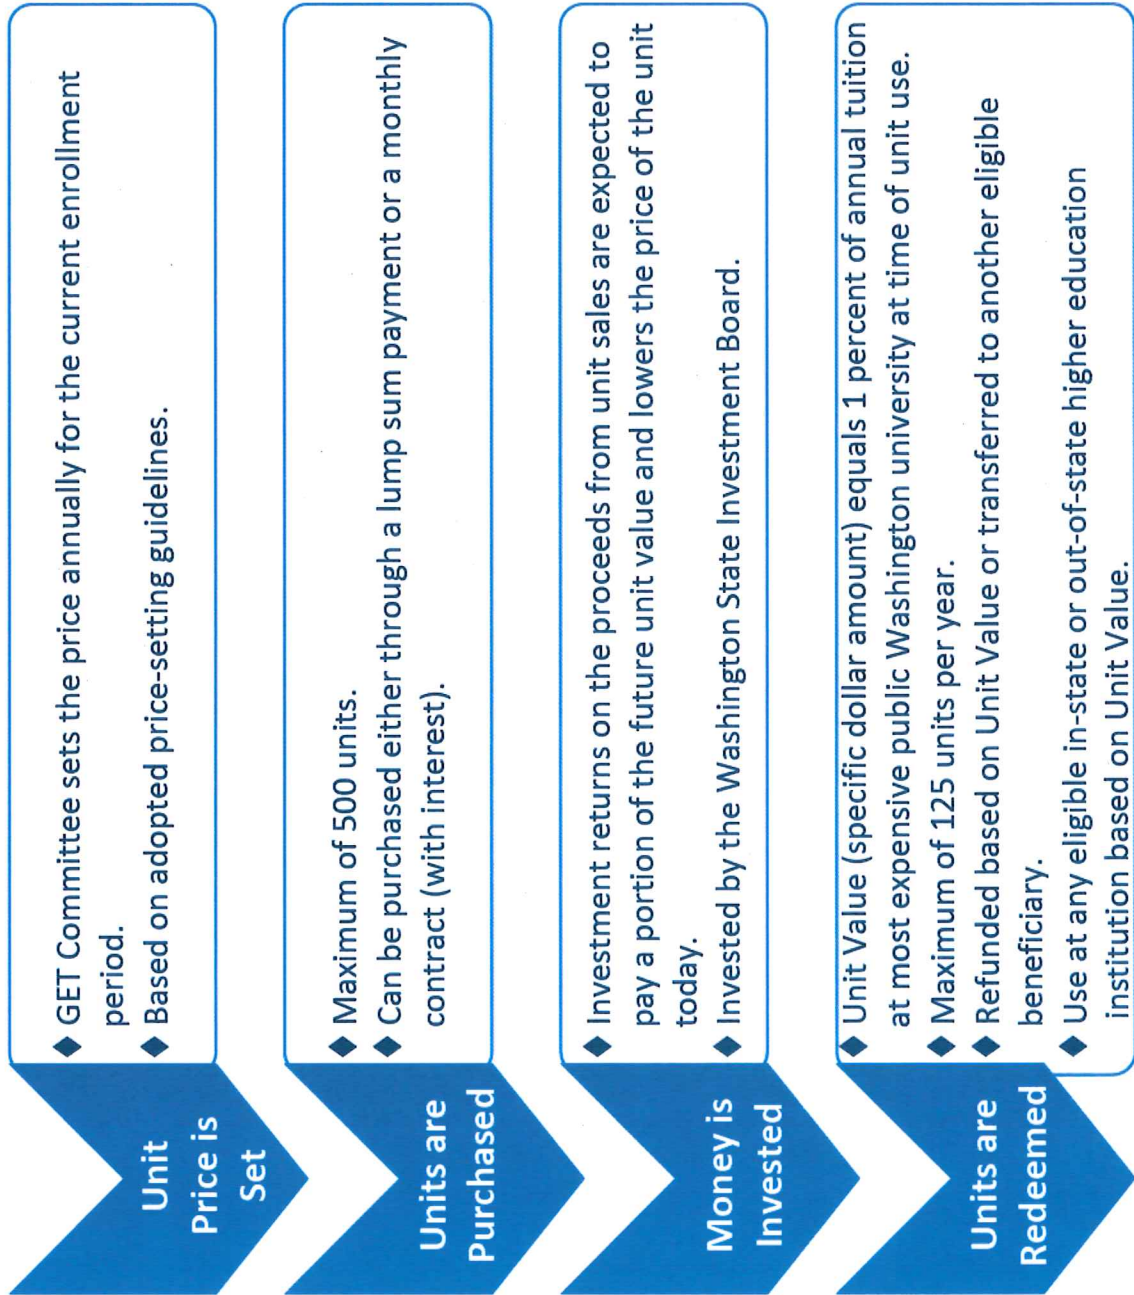 Unit
Price is
Set
◆ GET Committee sets the price annually for the current enrollment
period.
◆ Based on adopted price-setting guidelines.
Units are
Purchased
◆ Maximum of 500 units.
◆ Can be purchased either through a lump sum payment or a monthly
contract (with interest).
Money is
Invested
◆ Investment returns on the proceeds from unit sales are expected to
pay a portion of the future unit value and lowers the price of the unit
today.
◆ Invested by the Washington State Investment Board.
Units are
Redeemed
◆ Unit Value (specific dollar amount) equals 1 percent of annual tuition
at most expensive public Washington university at time of unit use.
◆ Maximum of 125 units per year.
◆ Refunded based on Unit Value or transferred to another eligible
beneficiary.
◆ Use at any eligible in-state or out-of-state higher education
institution based on Unit Value.